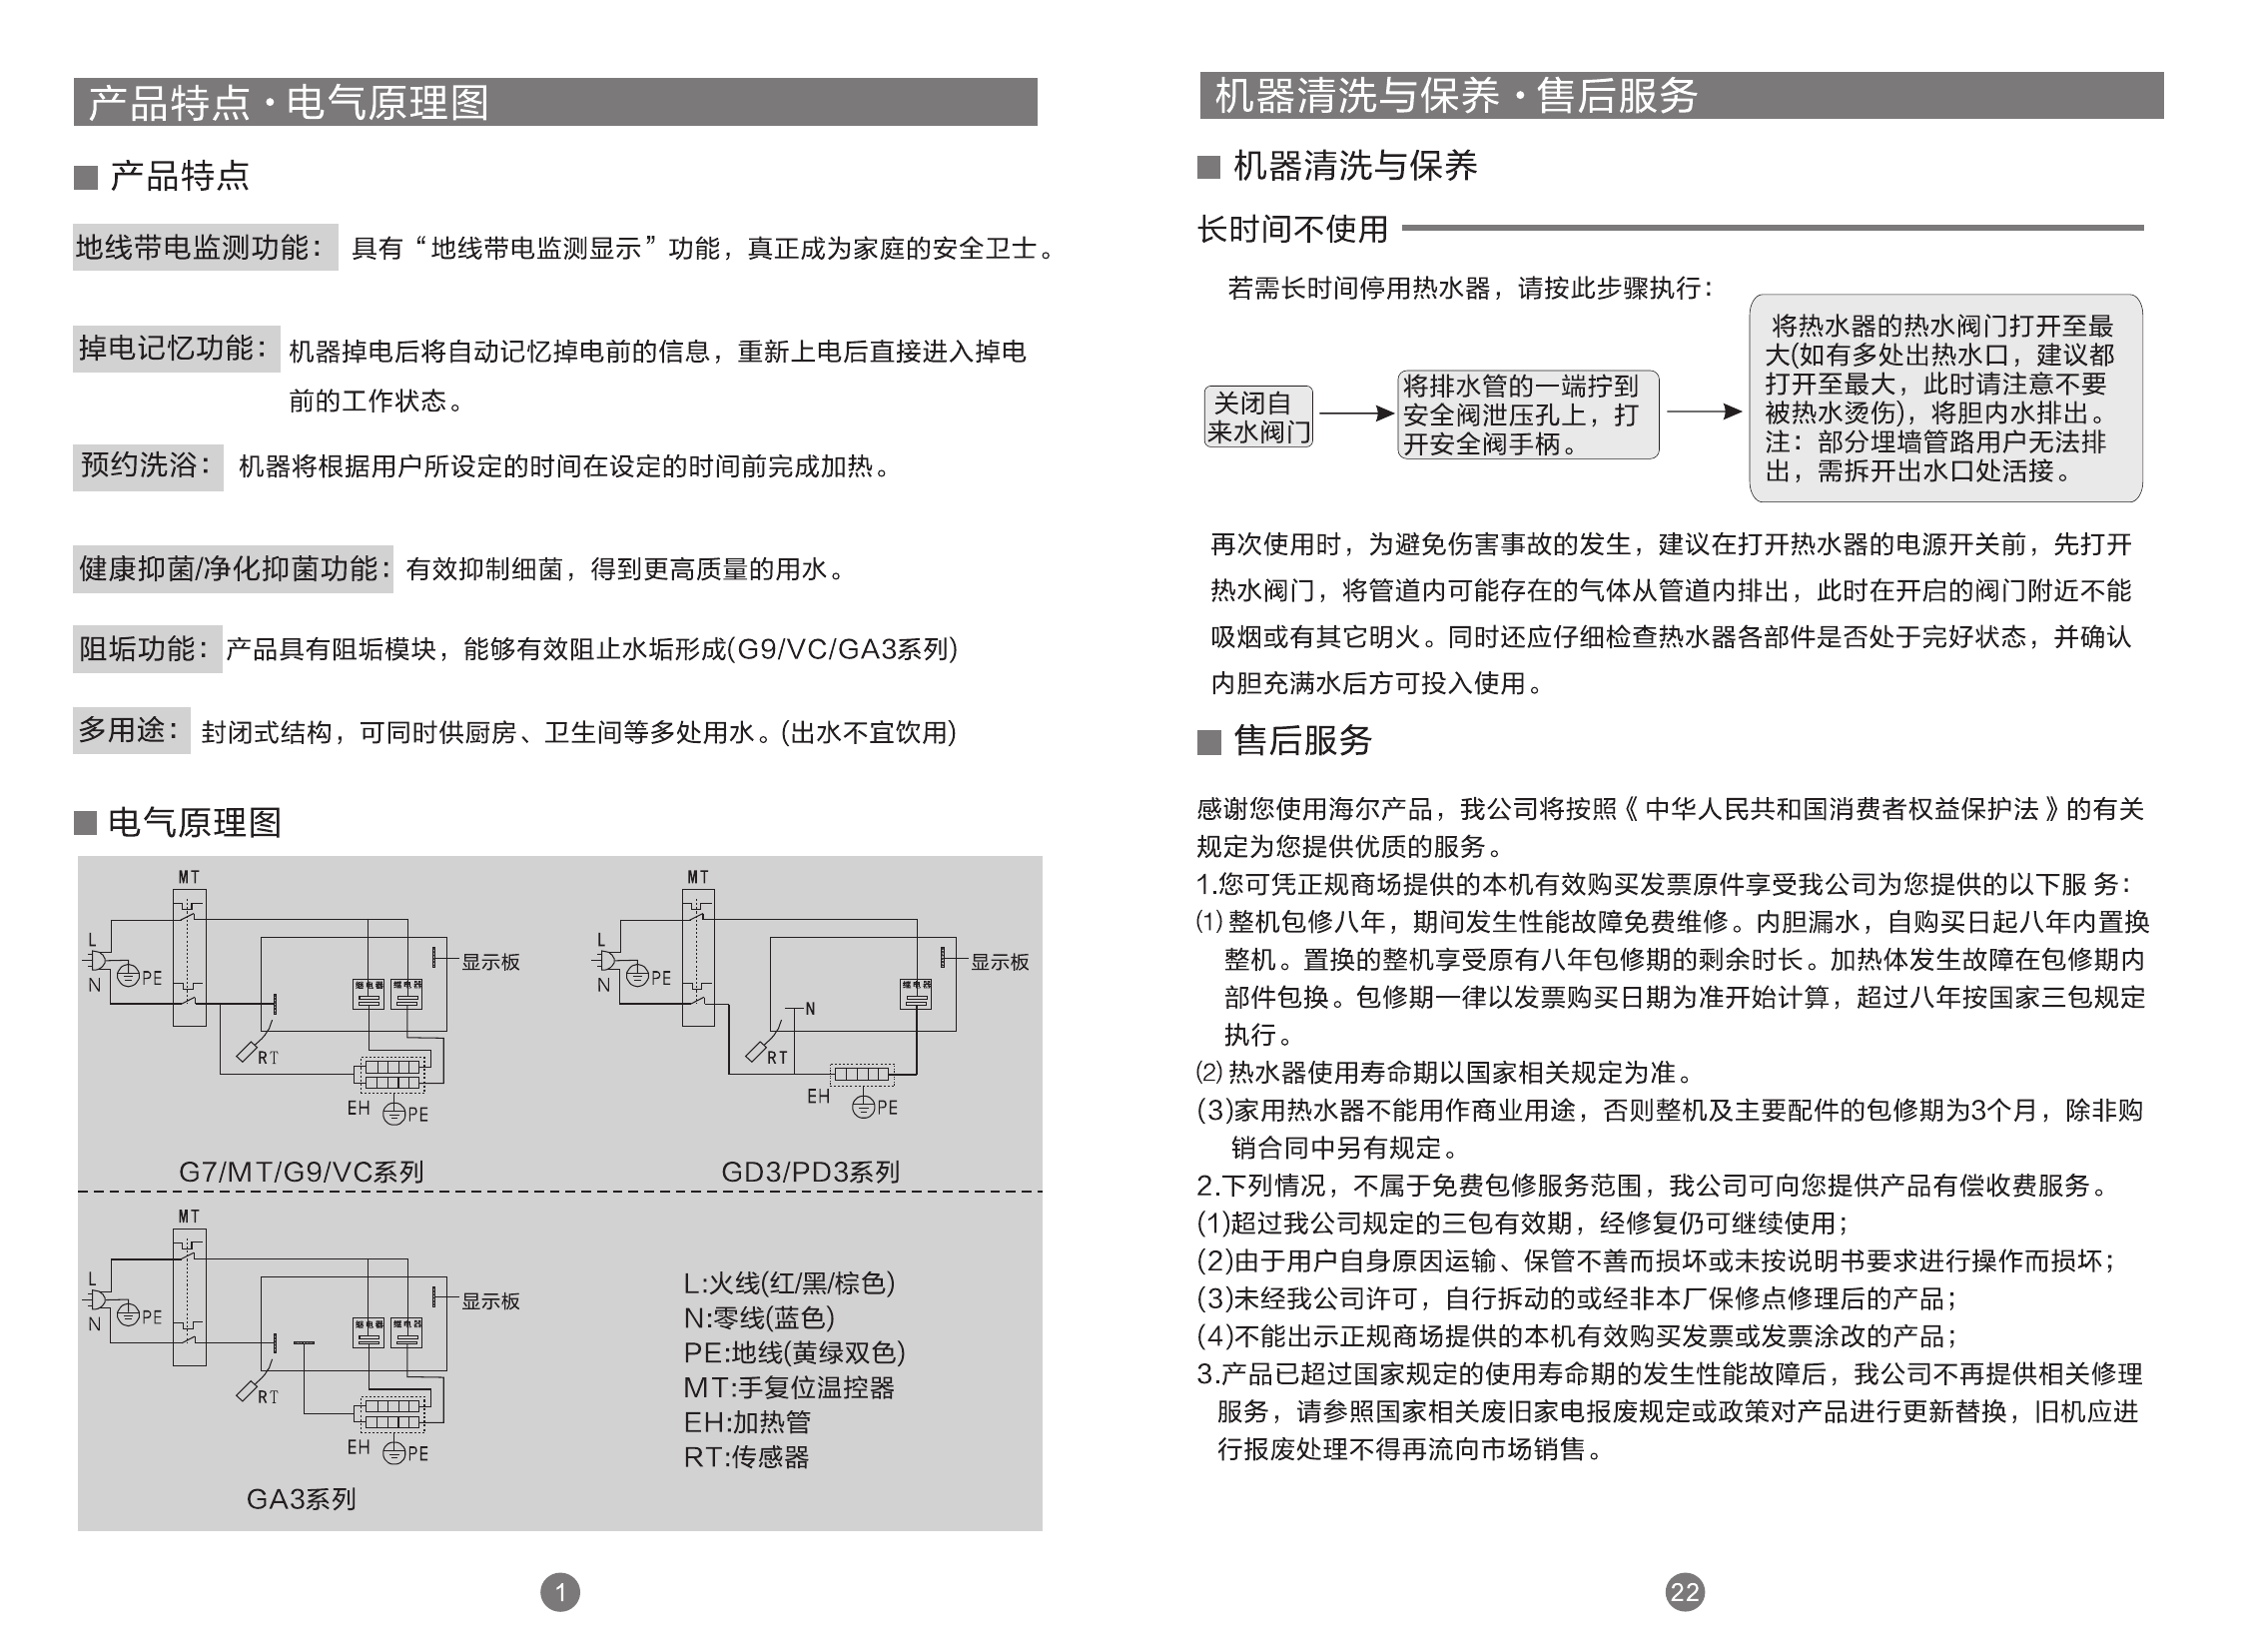 产品特点·电气原理图
■ 产品特点
地线带电监测功能： 具有“地线带电监测显示”功能，真正成为家庭的安全卫士。
掉电记忆功能： 机器掉电后将自动记忆掉电前的信息，重新上电后直接进入掉电
前的工作状态。
预约洗浴： 机器将根据用户所设定的时间在设定的时间前完成加热。
健康抑菌/净化抑菌功能： 有效抑制细菌，得到更高质量的用水。
阻垢功能： 产品具有阻垢模块，能够有效阻止水垢形成(G9/VC/GA3系列)
多用途： 封闭式结构，可同时供厨房、卫生间等多处用水。(出水不宜饮用)
■ 电气原理图
MT
L
N
PE
显示板
继电器 继电器
RT
EH
PE
G7/MT/G9/VC系列
MT
L
N
PE
显示板
继电器
N
RT
EH
PE
GD3/PD3系列
MT
L
N
PE
显示板
继电器 继电器
RT
EH
PE
GA3系列
L:火线(红/黑/棕色)
N:零线(蓝色)
PE:地线(黄绿双色)
MT:手复位温控器
EH:加热管
RT:传感器
1
机器清洗与保养·售后服务
■ 机器清洗与保养
长时间不使用
若需长时间停用热水器，请按此步骤执行：
关闭自
来水阀门
将排水管的一端拧到
安全阀泄压孔上，打
开安全阀手柄。
将热水器的热水阀门打开至最
大(如有多处出热水口，建议都
打开至最大，此时请注意不要
被热水烫伤)，将胆内水排出。
注：部分埋墙管路用户无法排
出，需拆开出水口处活接。
再次使用时，为避免伤害事故的发生，建议在打开热水器的电源开关前，先打开
热水阀门，将管道内可能存在的气体从管道内排出，此时在开启的阀门附近不能
吸烟或有其它明火。同时还应仔细检查热水器各部件是否处于完好状态，并确认
内胆充满水后方可投入使用。
■ 售后服务
感谢您使用海尔产品，我公司将按照《中华人民共和国消费者权益保护法》的有关
规定为您提供优质的服务。
1.您可凭正规商场提供的本机有效购买发票原件享受我公司为您提供的以下服 务：
⑴ 整机包修八年，期间发生性能故障免费维修。内胆漏水，自购买日起八年内置换
整机。置换的整机享受原有八年包修期的剩余时长。加热体发生故障在包修期内
部件包换。包修期一律以发票购买日期为准开始计算，超过八年按国家三包规定
执行。
⑵ 热水器使用寿命期以国家相关规定为准。
(3)家用热水器不能用作商业用途，否则整机及主要配件的包修期为3个月，除非购
销合同中另有规定。
2.下列情况，不属于免费包修服务范围，我公司可向您提供产品有偿收费服务。
(1)超过我公司规定的三包有效期，经修复仍可继续使用；
(2)由于用户自身原因运输、保管不善而损坏或未按说明书要求进行操作而损坏；
(3)未经我公司许可，自行拆动的或经非本厂保修点修理后的产品；
(4)不能出示正规商场提供的本机有效购买发票或发票涂改的产品；
3.产品已超过国家规定的使用寿命期的发生性能故障后，我公司不再提供相关修理
服务，请参照国家相关废旧家电报废规定或政策对产品进行更新替换，旧机应进
行报废处理不得再流向市场销售。
22